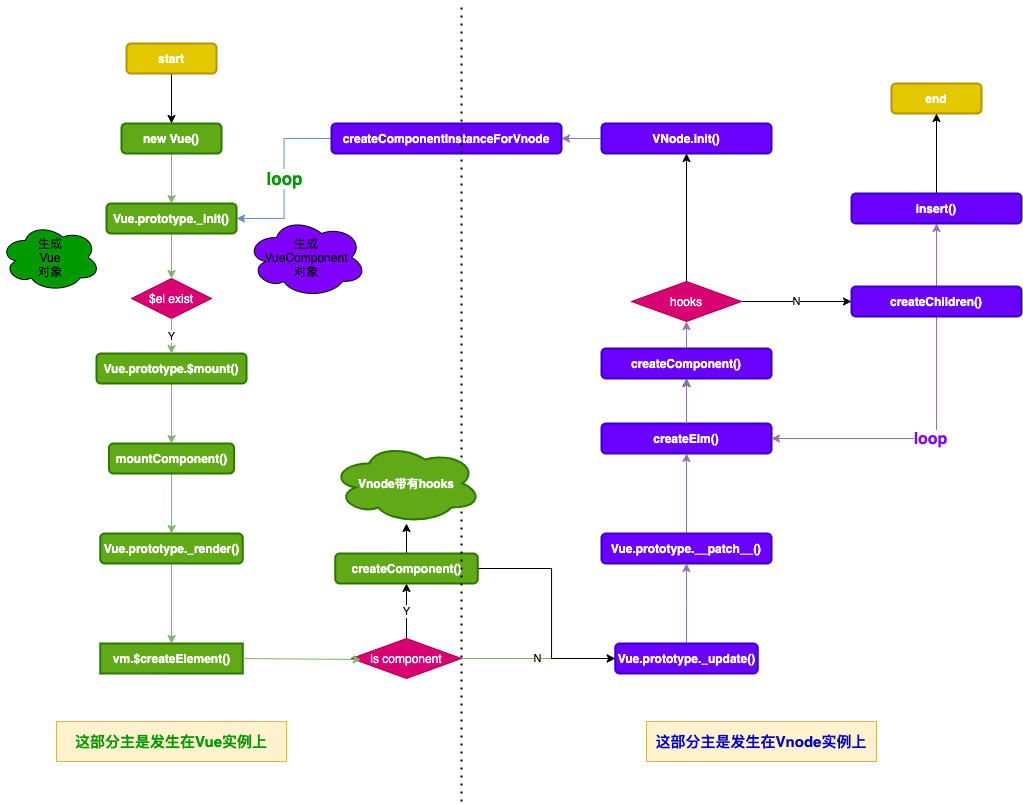 start
new Vue()
Vue.prototype._init()
生成
Vue
对象
生成
VueComponent
对象
$el exist
Y
Vue.prototype.$mount()
mountComponent()
Vue.prototype._render()
vm.$createElement()
is component
Y
createComponent()
Vnode带有hooks
N
Vue.prototype._update()
Vue.prototype.__patch__()
createElm()
createComponent()
hooks
VNode.init()
createComponentInstanceForVnode
loop
N
createChildren()
loop
insert()
end
这部分主是发生在Vue实例上
这部分主是发生在Vnode实例上